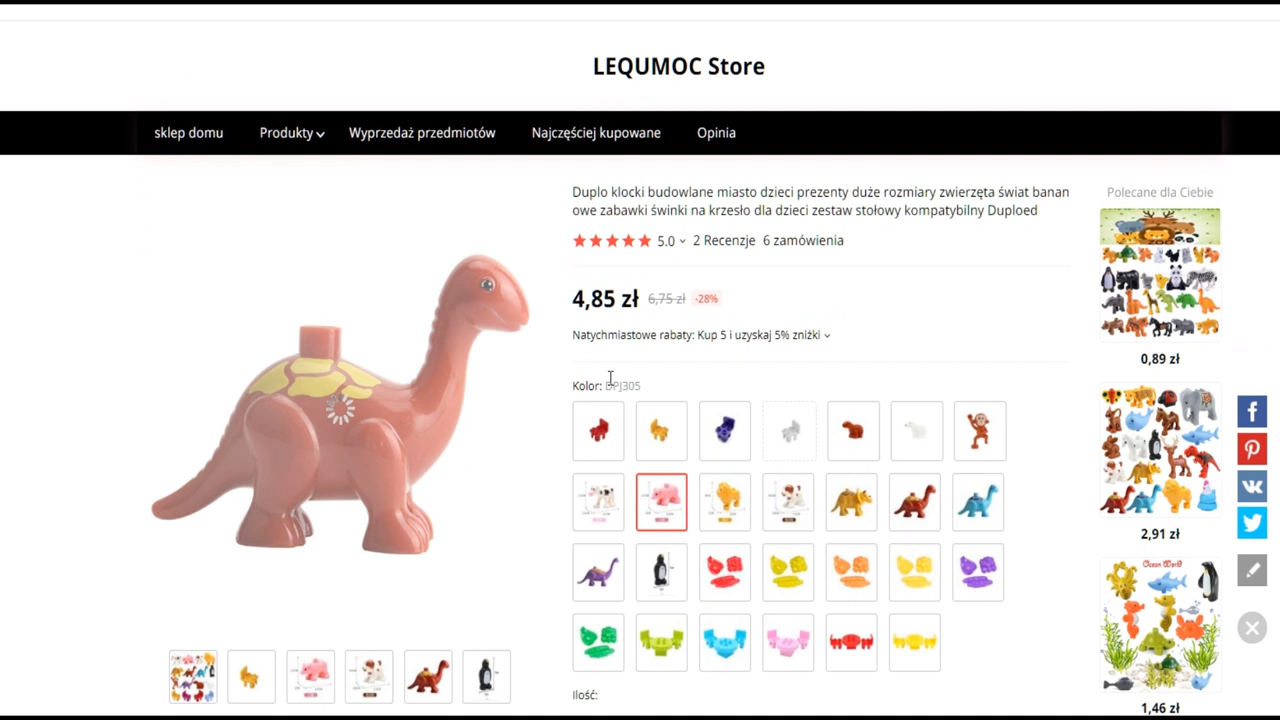 LEQUMOC Store
sklep domu Produkty Wyprzedaż przedmiotów Najczęściej kupowane Opinia
Duplo klocki budowlane miasto dzieci prezenty duże rozmiary zwierzęta świat banan
owe zabawki świnki na krzesło dla dzieci zestaw stołowy kompatybilny Duploed
5.0 2 Recenzje 6 zamówienia
4,85 zł 6,75 zł -28%
Natychmiastowe rabaty: Kup 5 i uzyskaj 5% zniżki
Kolor: DPJ305
Ilość:
Polecane dla Ciebie
0,89 zł
2,91 zł
Ocean World
1,46 zł